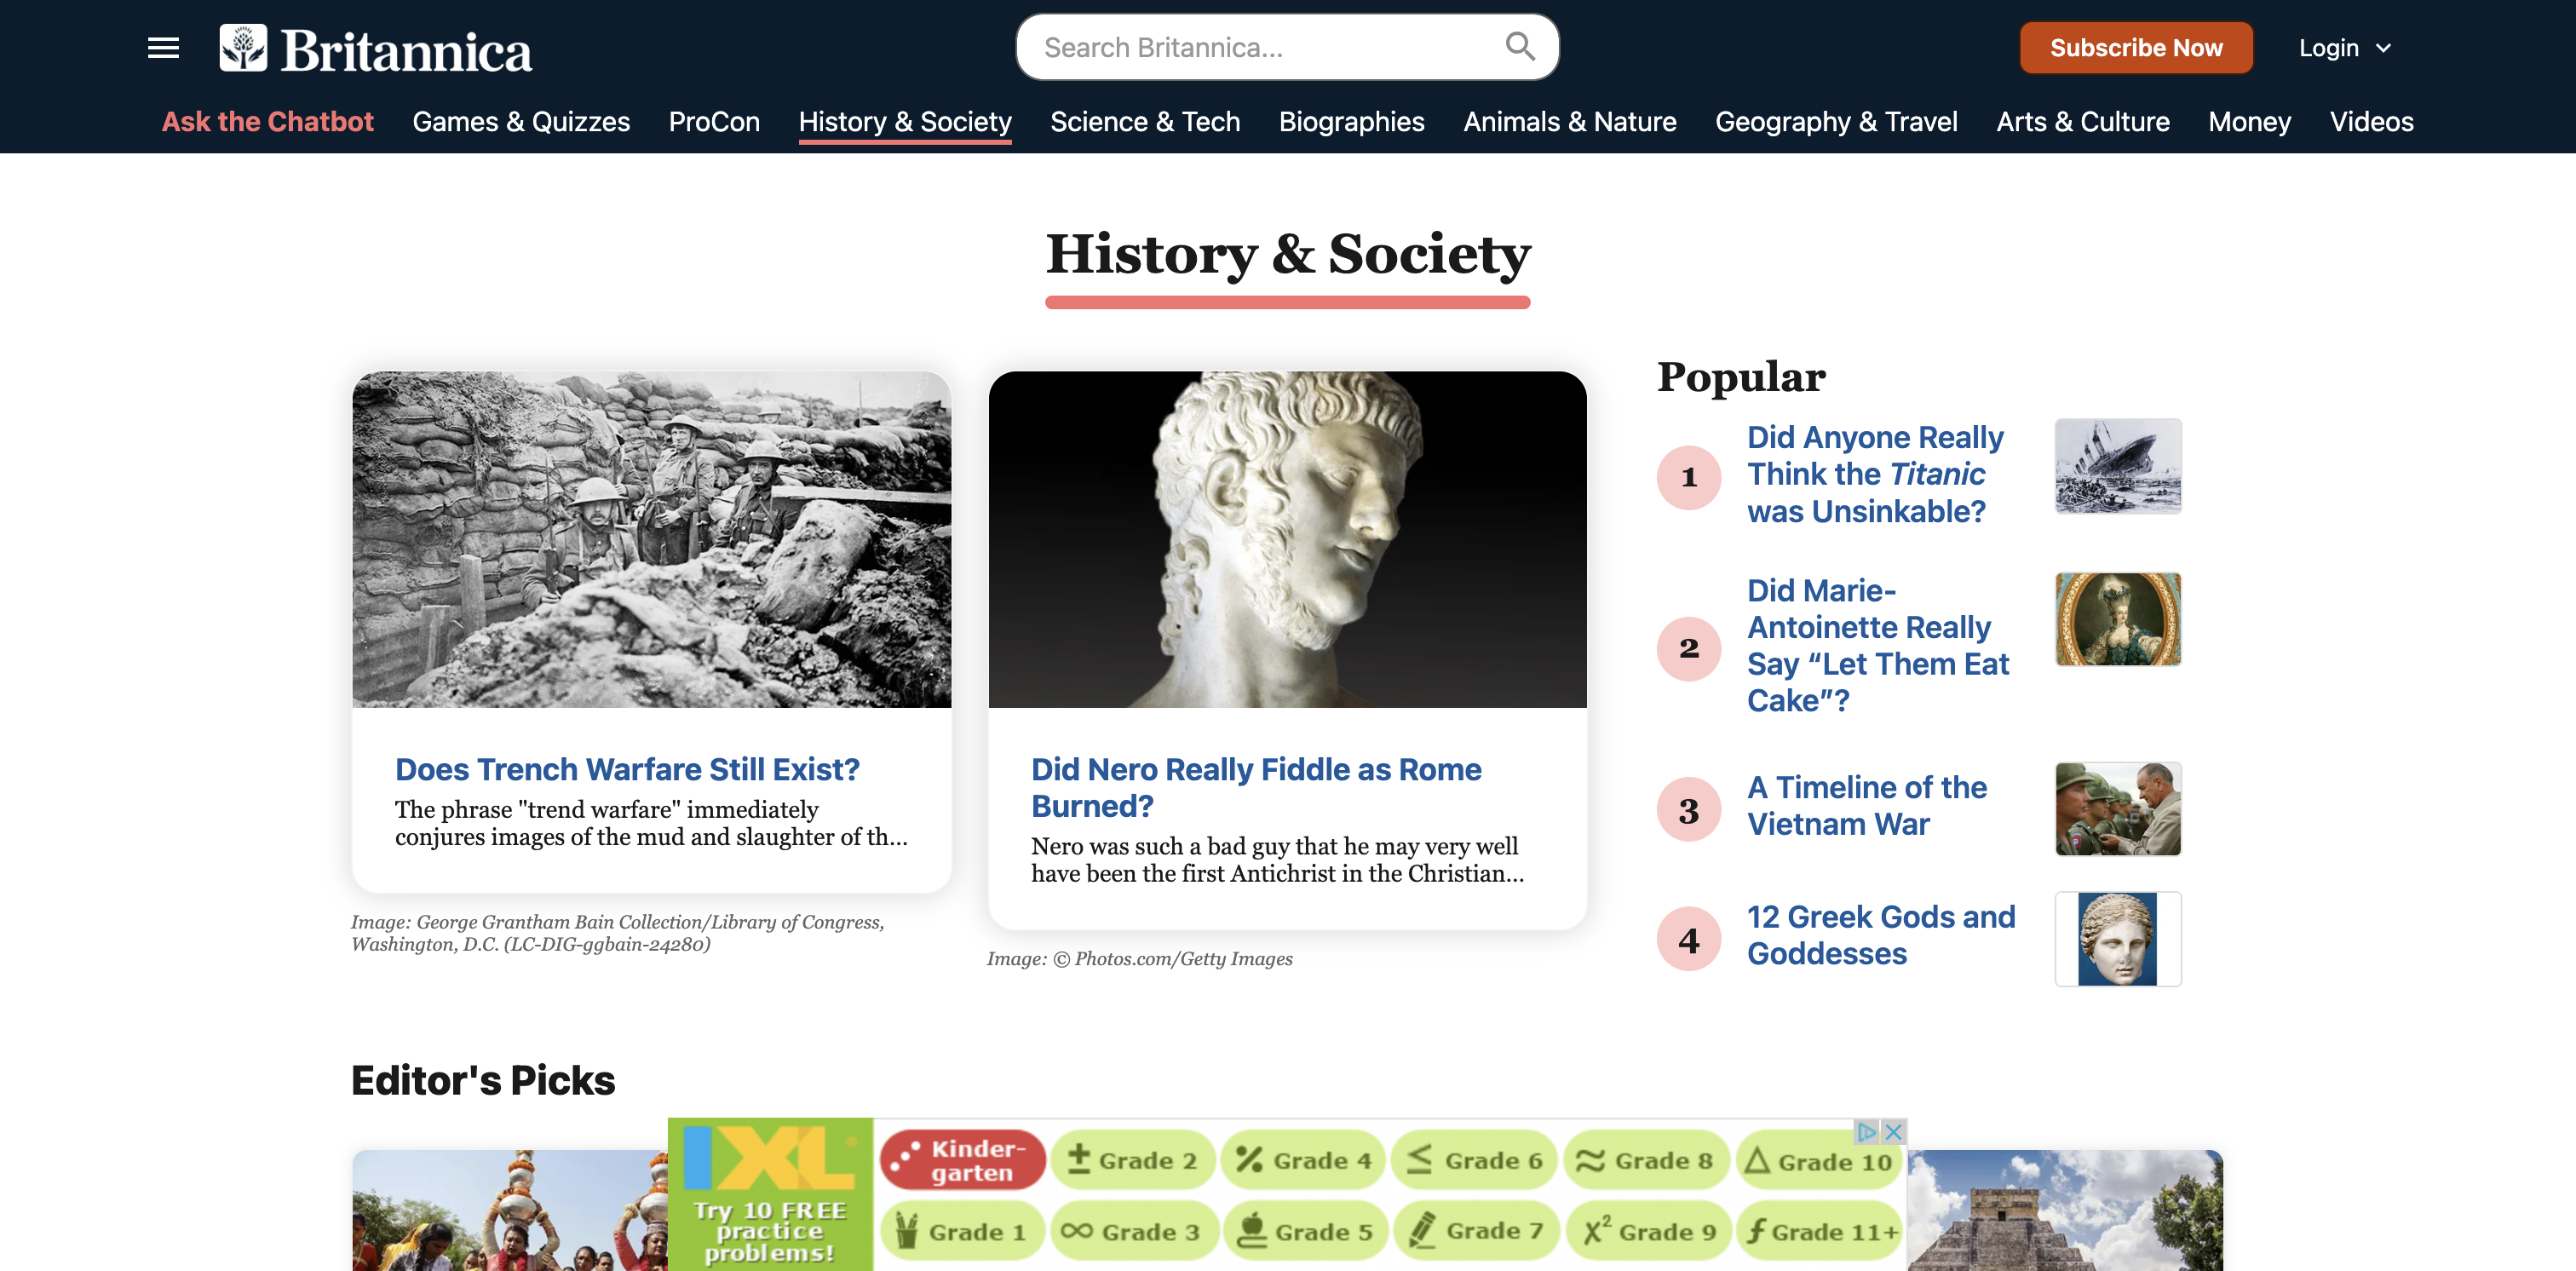 Britannica
Search Britannica...
Subscribe Now
Login
Ask the Chatbot
Games & Quizzes
ProCon
History & Society
Science & Tech
Biographies
Animals & Nature
Geography & Travel
Arts & Culture
Money
Videos
History & Society
Does Trench Warfare Still Exist?
The phrase "trend warfare" immediately
conjures images of the mud and slaughter of th...
Image: George Grantham Bain Collection/Library of Congress,
Washington, D.C. (LC-DIG-ggbain-24280)
Did Nero Really Fiddle as Rome
Burned?
Nero was such a bad guy that he may very well
have been the first Antichrist in the Christian...
Image: © Photos.com/Getty Images
Popular
1
Did Anyone Really
Think the Titanic
was Unsinkable?
2
Did Marie-
Antoinette Really
Say “Let Them Eat
Cake”?
3
A Timeline of the
Vietnam War
4
12 Greek Gods and
Goddesses
Editor's Picks
IXL
Try 10 FREE
practice
problems!
Kinder-
garten
± Grade 2
% Grade 4
≤ Grade 6
≈ Grade 8
△ Grade 10
Grade 1
∞ Grade 3
Grade 5
Grade 7
x² Grade 9
f Grade 11+